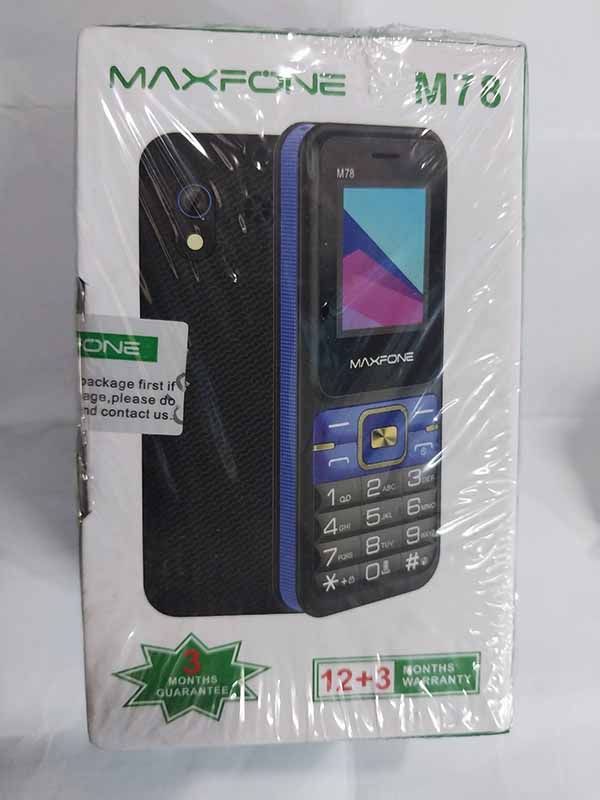 MAXFONE M78
M78
MAXFONE
ONE
package first if
age,please do
nd contact us.
1
2 ABC 3 DEF
4 GHI 5 JKL 6 MNO
7 PQRS 8 TUV 9 WXYZ
* + 0 #
3
MONTHS
GUARANTEE
12+3 MONTHS
WARRANTY